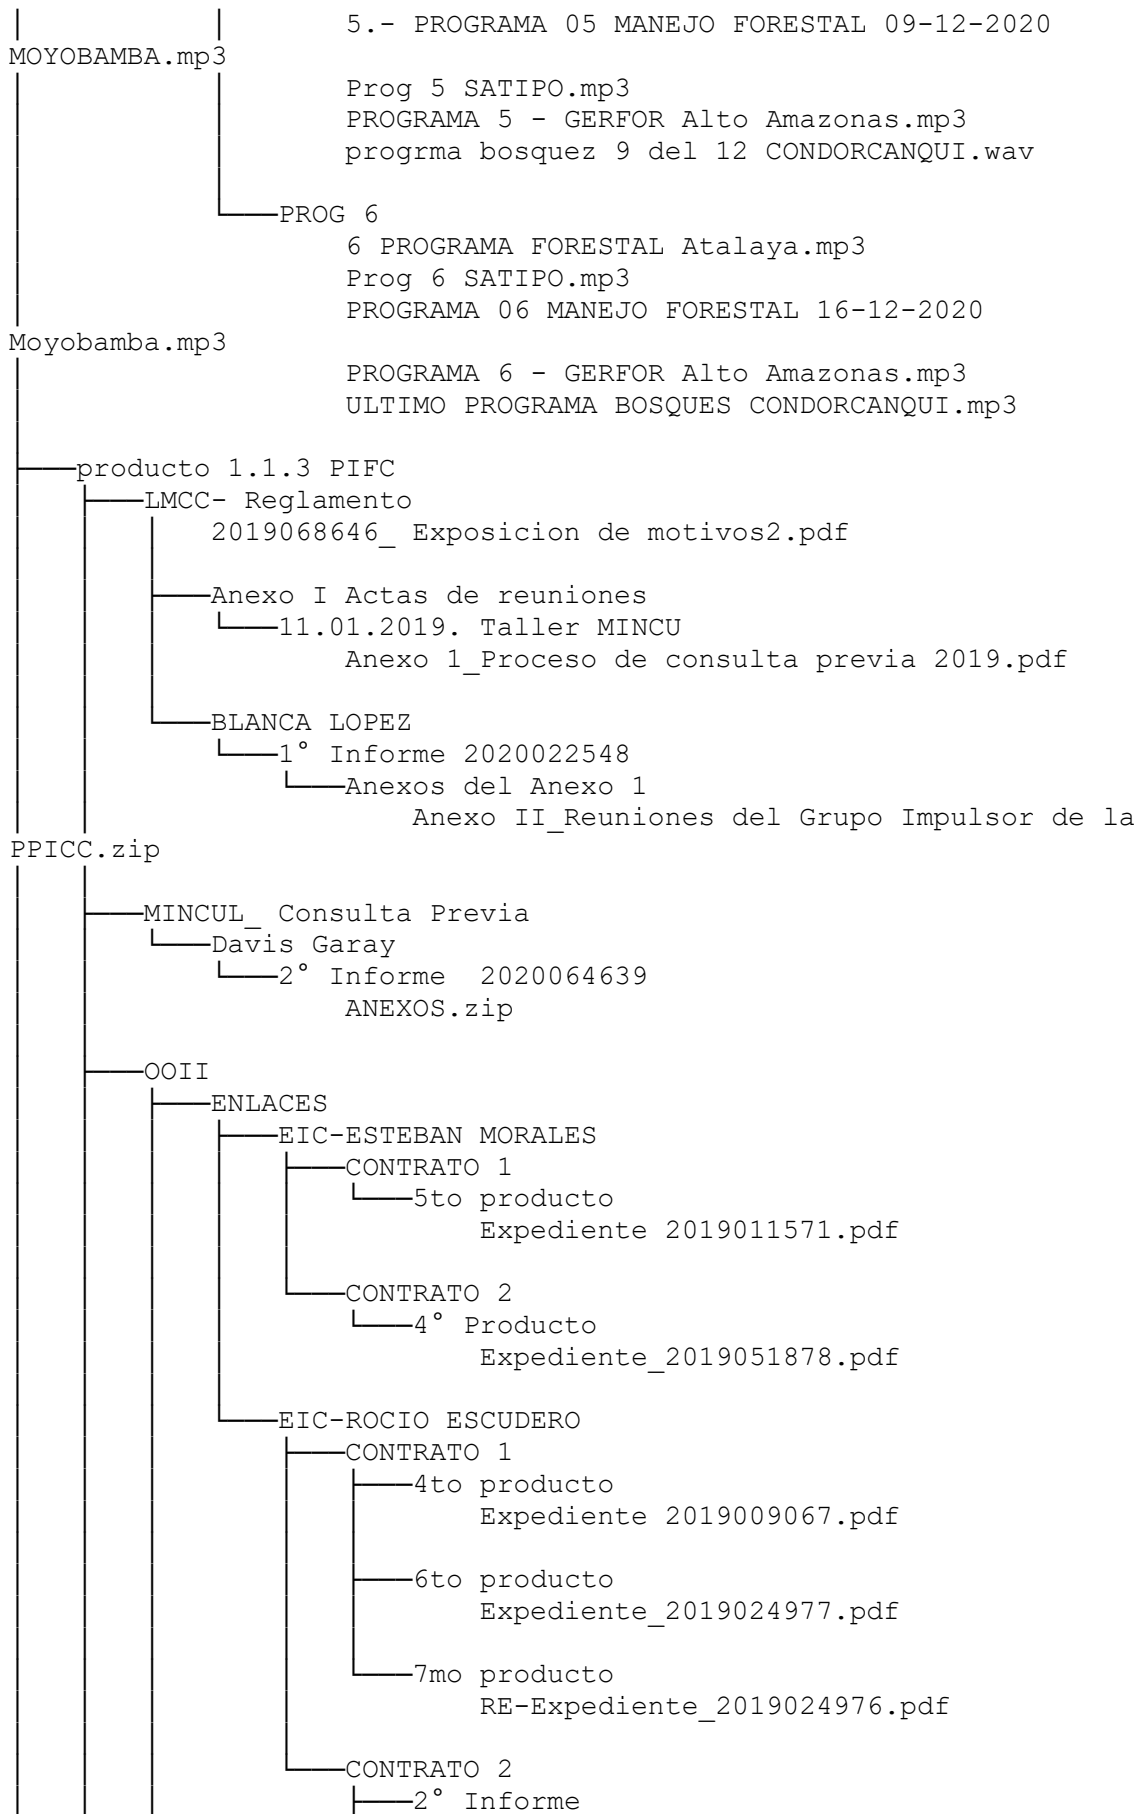 5.- PROGRAMA 05 MANEJO FORESTAL 09-12-2020
MOYOBAMBA.mp3
Prog 5 SATIPO.mp3
PROGRAMA 5 - GERFOR Alto Amazonas.mp3
progrma bosquez 9 del 12 CONDORCANQUI.wav
PROG 6
6 PROGRAMA FORESTAL Atalaya.mp3
Prog 6 SATIPO.mp3
PROGRAMA 06 MANEJO FORESTAL 16-12-2020
Moyobamba.mp3
PROGRAMA 6 - GERFOR Alto Amazonas.mp3
ULTIMO PROGRAMA BOSQUES CONDORCANQUI.mp3
producto 1.1.3 PIFC
LMCC- Reglamento
2019068646_ Exposicion de motivos2.pdf
Anexo I Actas de reuniones
11.01.2019. Taller MINCU
Anexo 1_Proceso de consulta previa 2019.pdf
BLANCA LOPEZ
1° Informe 2020022548
Anexos del Anexo 1
Anexo II_Reuniones del Grupo Impulsor de la
PPICC.zip
MINCUL_ Consulta Previa
Davis Garay
2° Informe  2020064639
ANEXOS.zip
OOII
ENLACES
EIC-ESTEBAN MORALES
CONTRATO 1
5to producto
Expediente 2019011571.pdf
CONTRATO 2
4° Producto
Expediente_2019051878.pdf
EIC-ROCIO ESCUDERO
CONTRATO 1
4to producto
Expediente 2019009067.pdf
6to producto
Expediente_2019024977.pdf
7mo producto
RE-Expediente_2019024976.pdf
CONTRATO 2
2° Informe